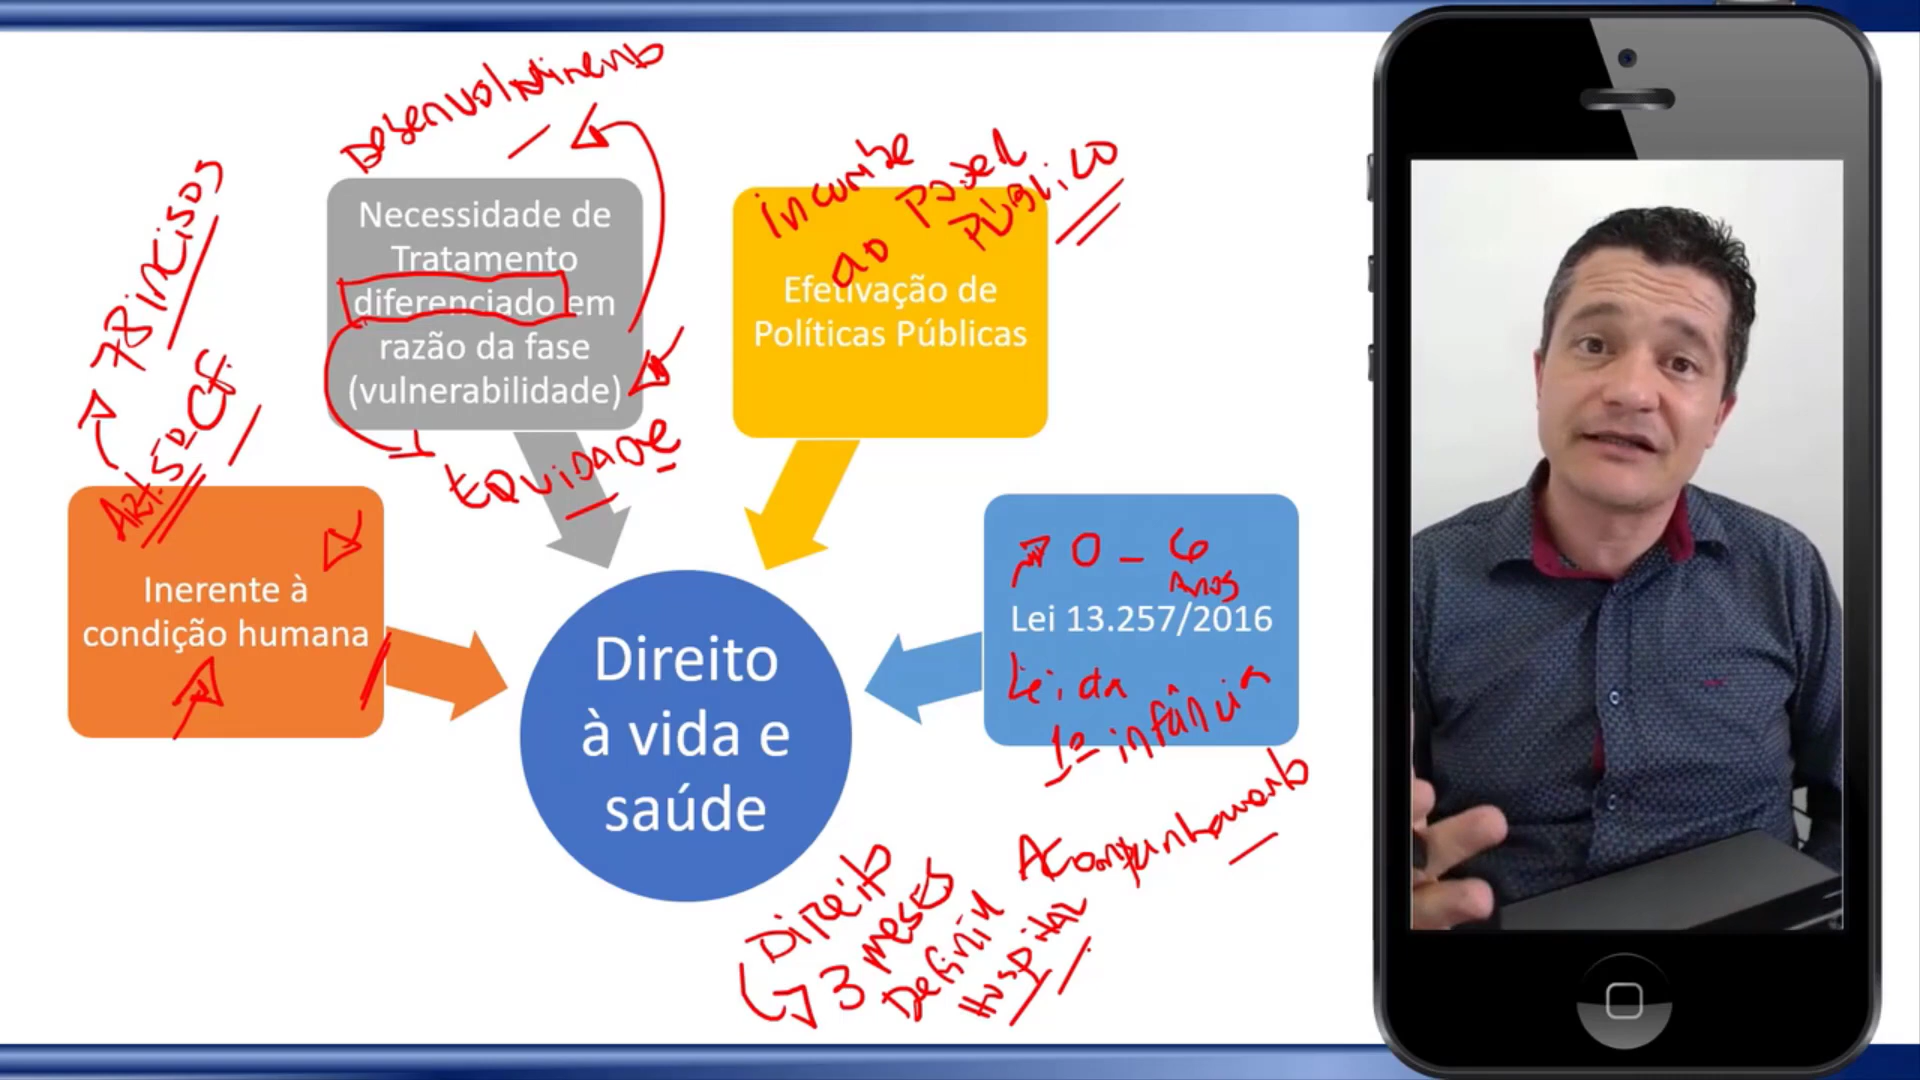 Desenvolvimento
Necessidade de
Tratamento
diferenciado em
razão da fase
(vulnerabilidade)
Equidade
incumbe
ao Poder
Público
Efetivação de
Políticas Públicas
78 incisos
Art. 5º CF.
Inerente à
condição humana
0 - 6
Anos
Lei 13.257/2016
Lei da
1ª infância
Direito
à vida e
saúde
Direito
3 meses
Definir
Hospital
Acompanhamento